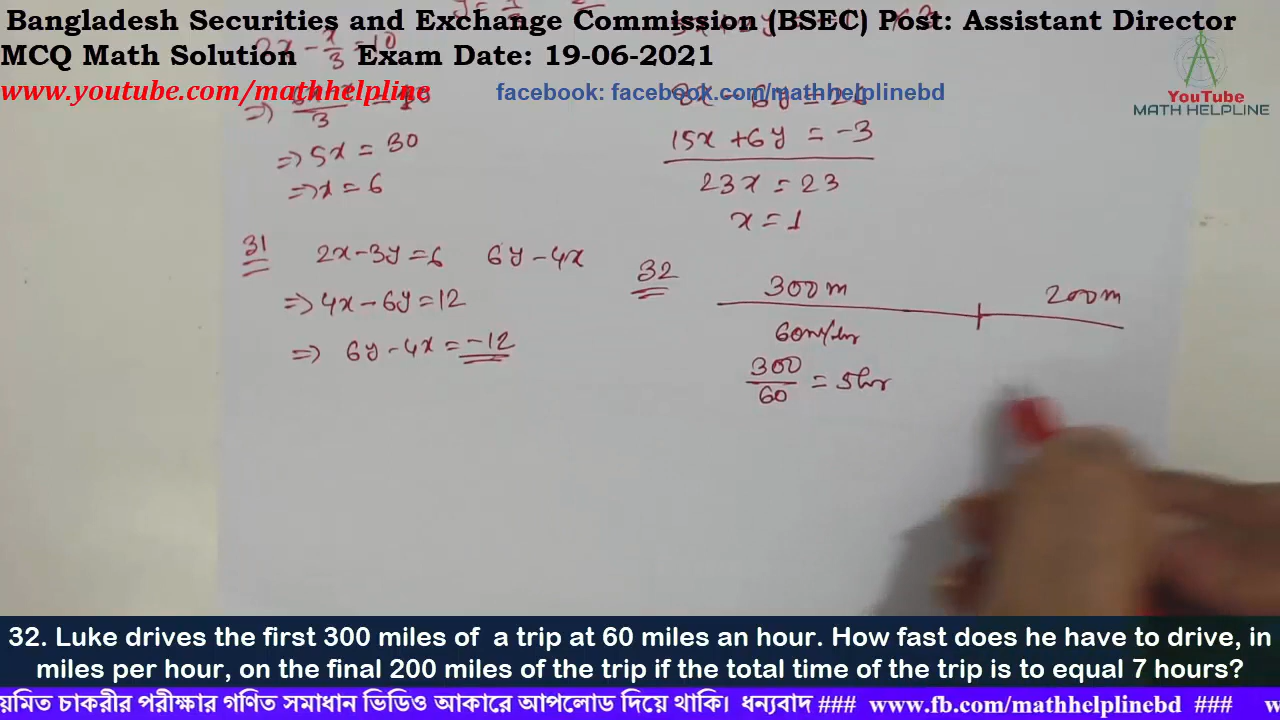 Bangladesh Securities and Exchange Commission (BSEC) Post: Assistant Director
MCQ Math Solution Exam Date: 19-06-2021
www.youtube.com/mathhelpline facebook: facebook.com/mathhelplinebd
YouTube
MATH HELPLINE
2x - x/3 = 10
=> 5x = 30
=> x = 6
15x + 6y = -3
23x = 23
x = 1
31 2x - 3y = 6 6y - 4x
=> 4x - 6y = 12
=> 6y - 4x = -12
32 300m 200m
60m/hr
300/60 = 5hr
32. Luke drives the first 300 miles of a trip at 60 miles an hour. How fast does he have to drive, in
miles per hour, on the final 200 miles of the trip if the total time of the trip is to equal 7 hours?
য়মিত চাকরীর পরীক্ষার গণিত সমাধান ভিডিও আকারে আপলোড দিয়ে থাকি। ধন্যবাদ ### www.fb.com/mathhelplinebd ###